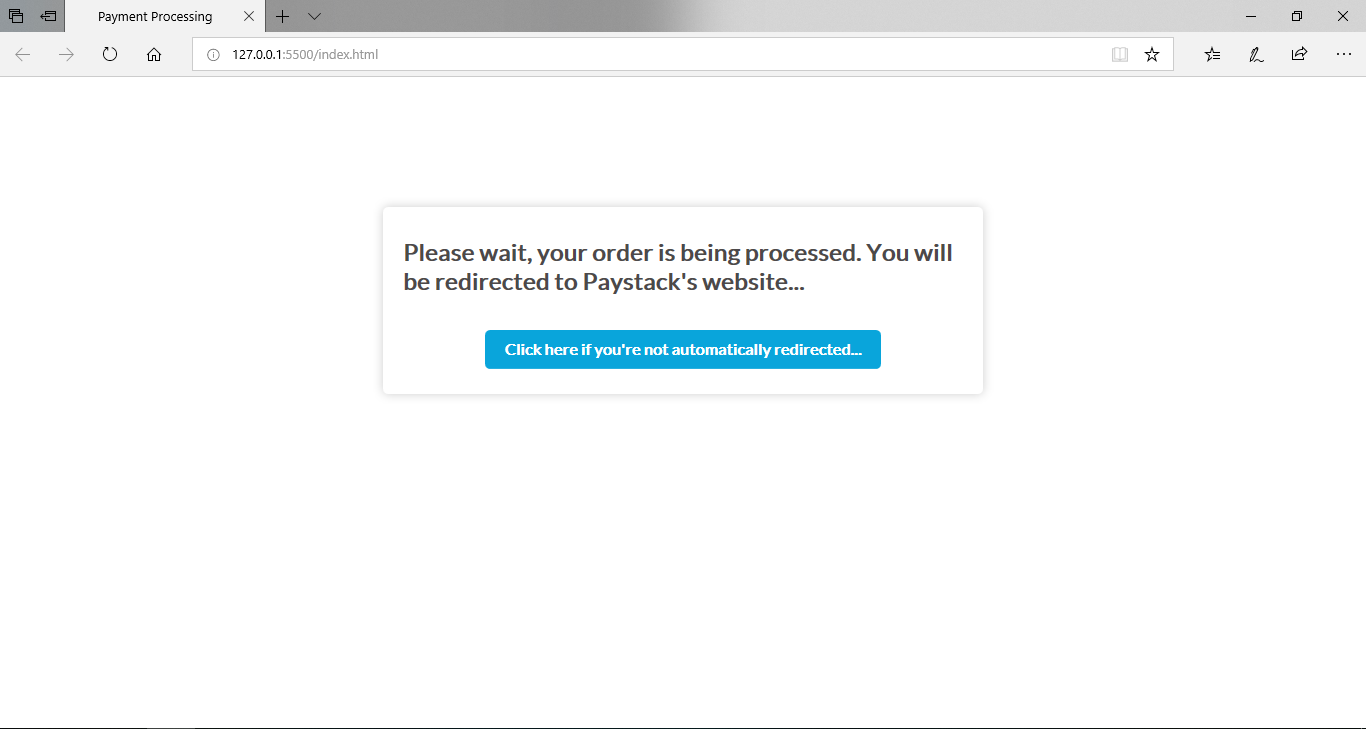 Payment Processing
127.0.0.1:5500/index.html
Please wait, your order is being processed. You will
be redirected to Paystack's website...
Click here if you're not automatically redirected...